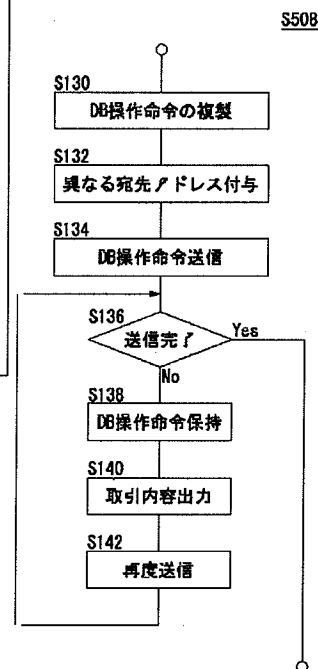 S508
S130
DB操作命令の複製
S132
異なる宛先アドレス付与
S134
DB操作命令送信
S136
送信完了
Yes
No
S138
DB操作命令保持
S140
取引内容出力
S142
再度送信